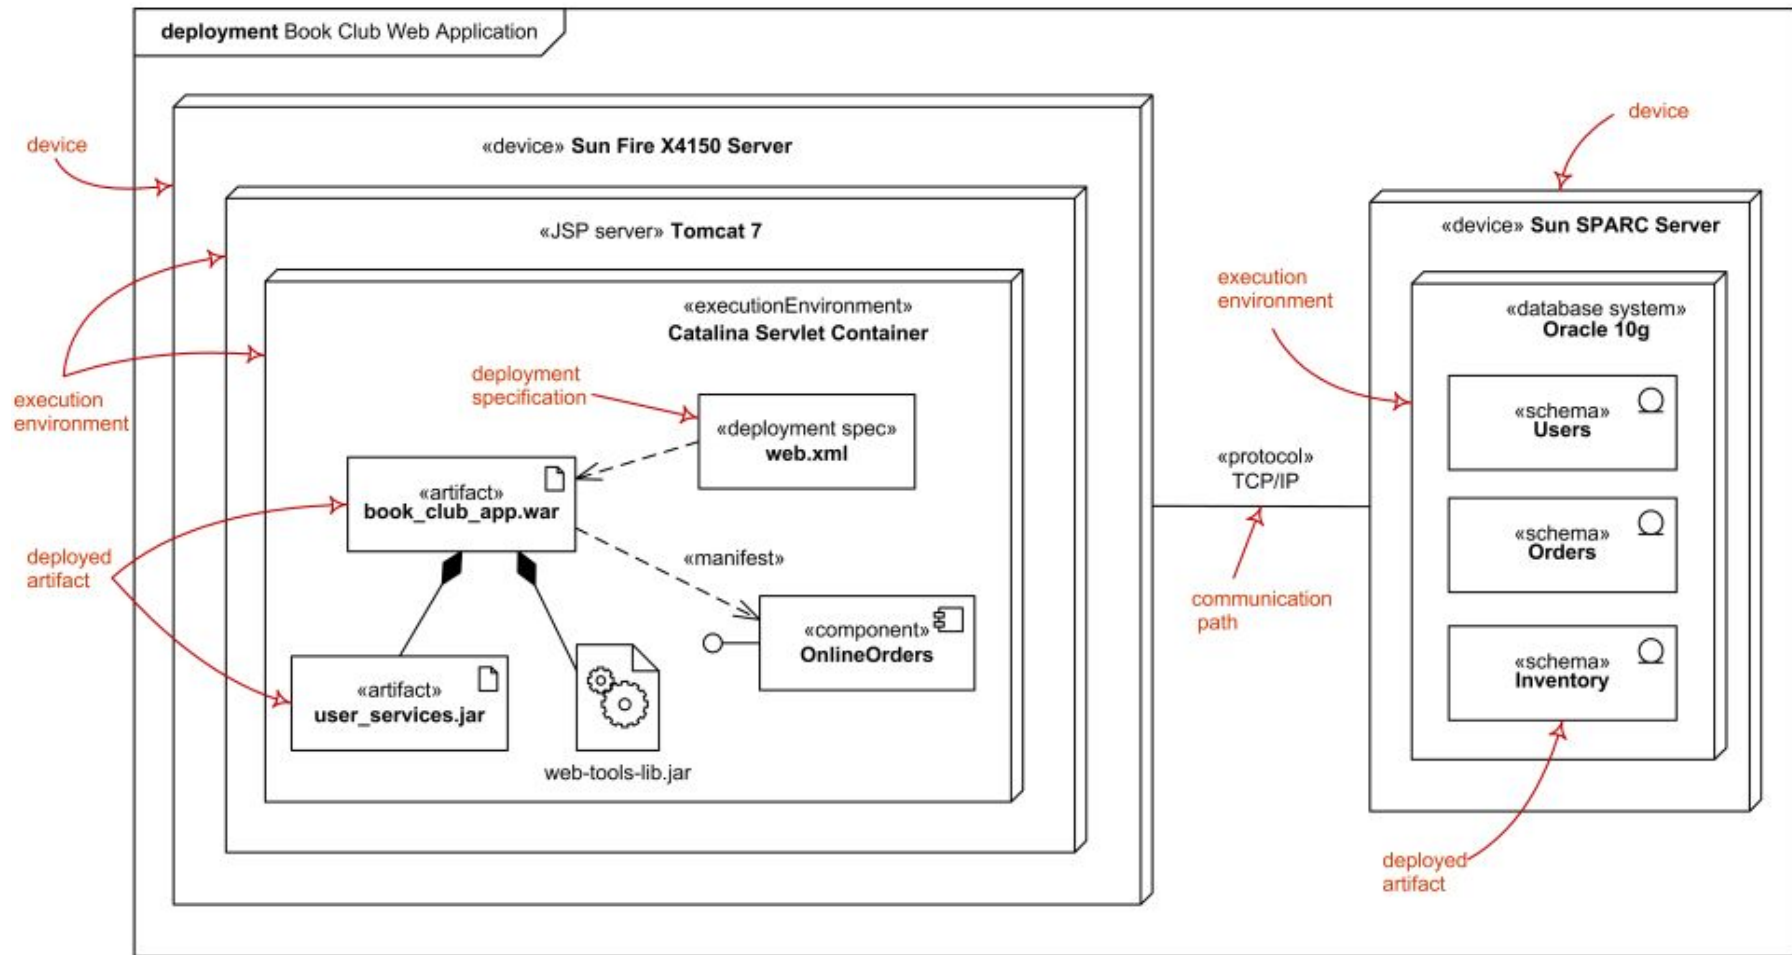 deployment Book Club Web Application
device
«device» Sun Fire X4150 Server
«JSP server» Tomcat 7
«executionEnvironment»
Catalina Servlet Container
execution
environment
deployment
specification
«deployment spec»
web.xml
«artifact»
book_club_app.war
«manifest»
deployed
artifact
«component»
OnlineOrders
«artifact»
user_services.jar
web-tools-lib.jar
«protocol»
TCP/IP
communication
path
device
«device» Sun SPARC Server
execution
environment
«database system»
Oracle 10g
«schema»
Users
«schema»
Orders
«schema»
Inventory
deployed
artifact